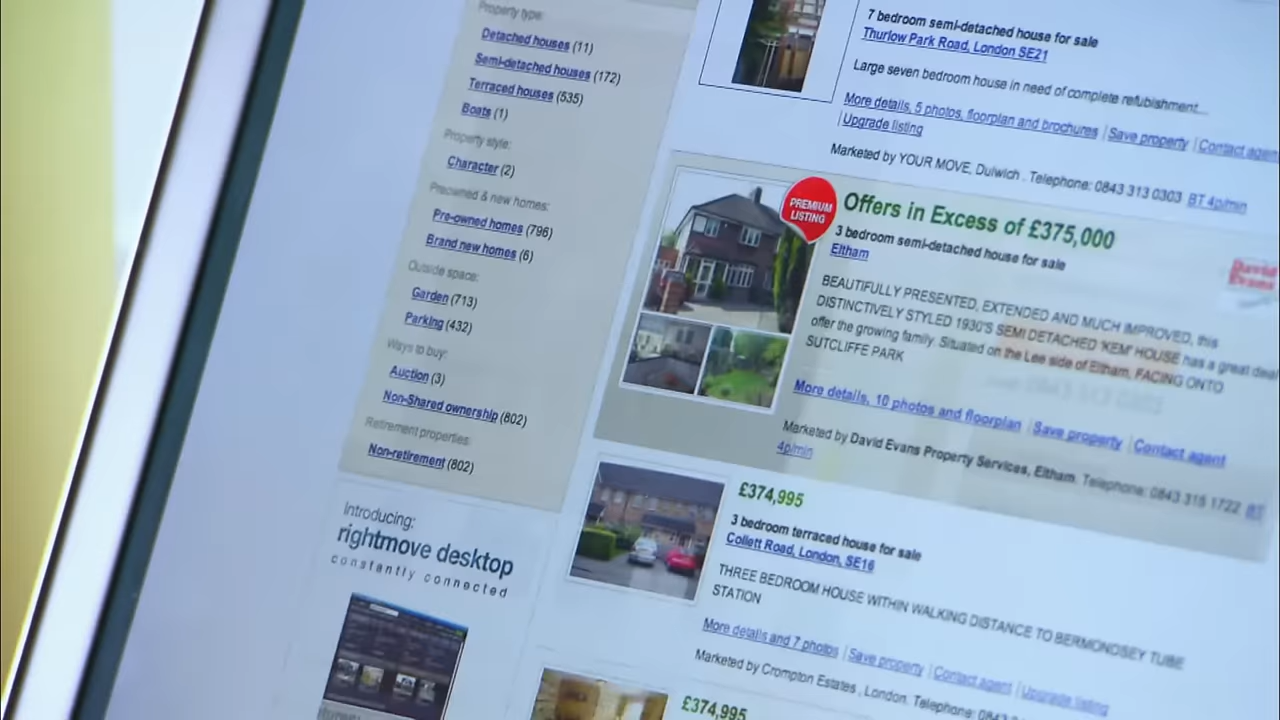 Property type:
Detached houses (11)
Semi-detached houses (172)
Terraced houses (535)
Boats (1)
Property style:
Character (2)
Preowned & new homes:
Pre-owned homes (796)
Brand new homes (6)
Outside space:
Garden (713)
Parking (432)
Ways to buy:
Auction (3)
Non-Shared ownership (802)
Retirement properties:
Non-retirement (802)
Introducing:
rightmove desktop
constantly connected
7 bedroom semi-detached house for sale
Thurlow Park Road, London SE21
Large seven bedroom house in need of complete refubishment...
More details, 5 photos, floorplan and brochures | Save property | Contact agent
| Upgrade listing
Marketed by YOUR MOVE, Dulwich . Telephone: 0843 313 0303 BT 4p/min
PREMIUM
LISTING
Offers in Excess of £375,000
3 bedroom semi-detached house for sale
Eltham
David
Evans
BEAUTIFULLY PRESENTED, EXTENDED AND MUCH IMPROVED, this
DISTINCTIVELY STYLED 1930'S SEMI DETACHED 'KEM' HOUSE has a great deal
offer the growing family. Situated on the Lee side of Eltham, FACING ONTO
SUTCLIFFE PARK
More details, 10 photos and floorplan | Save property | Contact agent
Marketed by David Evans Property Services, Eltham. Telephone: 0843 315 1722 BT
4p/min
£374,995
3 bedroom terraced house for sale
Collett Road, London, SE16
THREE BEDROOM HOUSE WITHIN WALKING DISTANCE TO BERMONDSEY TUBE
STATION
More details and 7 photos | Save property | Contact agent | Upgrade listing
Marketed by Crompton Estates , London. Telephone: 0843
£374,995